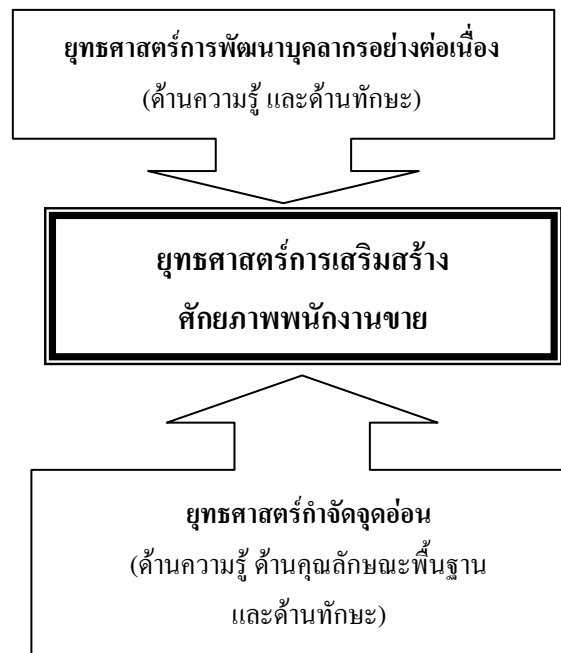 ยุทธศาสตร์การพัฒนาบุคลากรอย่างต่อเนื่อง
(ด้านความรู้ และด้านทักษะ)
ยุทธศาสตร์การเสริมสร้าง
ศักยภาพพนักงานขาย
ยุทธศาสตร์กำจัดจุดอ่อน
(ด้านความรู้ ด้านคุณลักษณะพื้นฐาน
และด้านทักษะ)